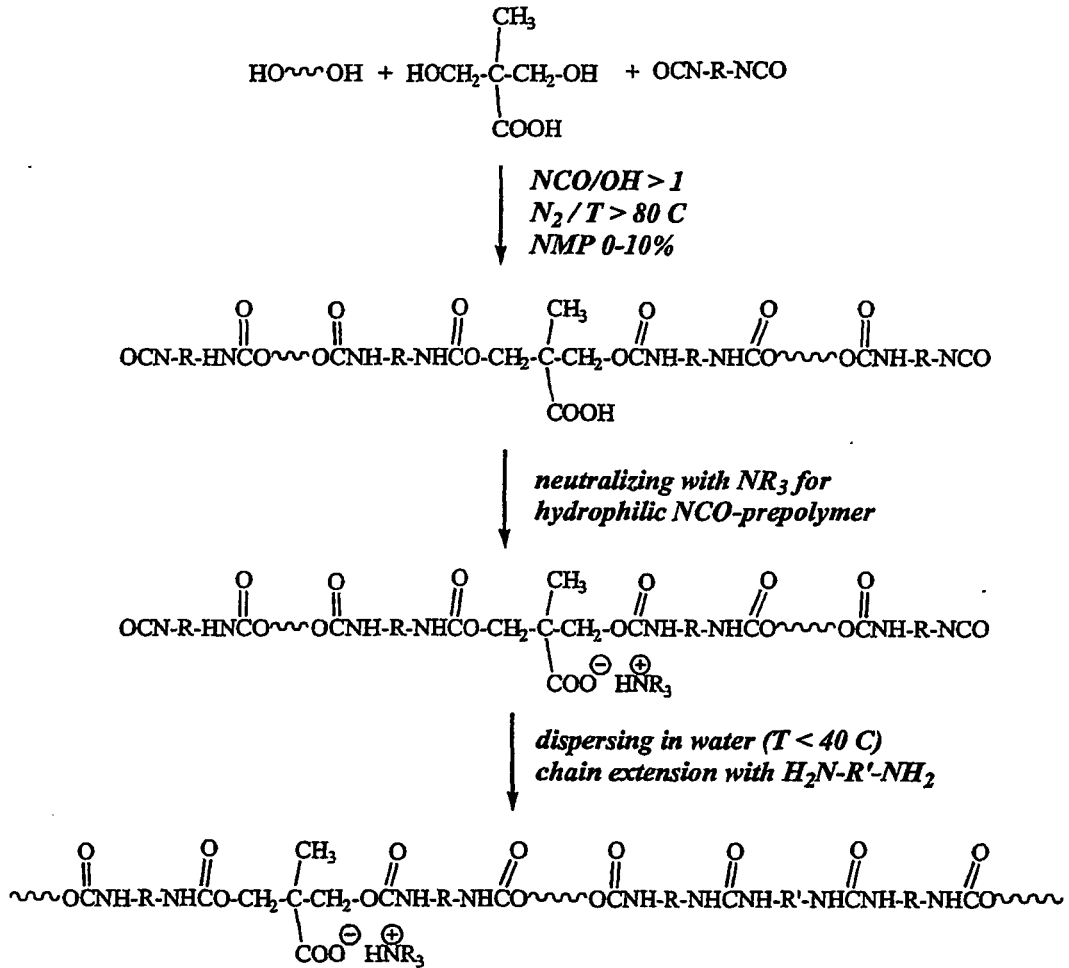 CH₃
HO~~~OH + HOCH₂-C-CH₂-OH + OCN-R-NCO
COOH
NCO/OH > 1
N₂ / T > 80 C
NMP 0-10%
O O O CH₃ O O O
OCN-R-HNCO~~~OCNH-R-NHCO-CH₂-C-CH₂-OCNH-R-NHCO~~~OCNH-R-NCO
COOH
neutralizing with NR₃ for
hydrophilic NCO-prepolymer
O O O CH₃ O O O
OCN-R-HNCO~~~OCNH-R-NHCO-CH₂-C-CH₂-OCNH-R-NHCO~~~OCNH-R-NCO
COO⊖ HNR₃⊕
dispersing in water (T < 40 C)
chain extension with H₂N-R'-NH₂
O O CH₃ O O O O O O
~~~OCNH-R-NHCO-CH₂-C-CH₂-OCNH-R-NHCO~~~OCNH-R-NHCNH-R'-NHCNH-R-NHCO~~~
COO⊖ HNR₃⊕